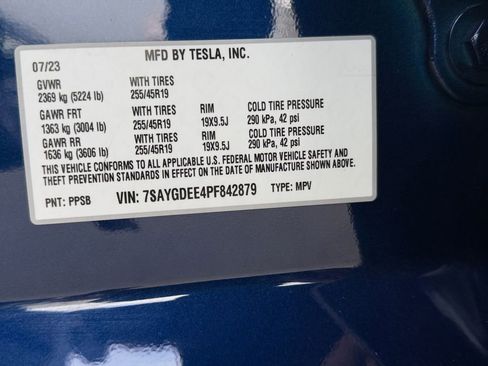 07/23 MFD BY TESLA, INC.
GVWR WITH TIRES
2369 kg (5224 lb) 255/45R19
GAWR FRT WITH TIRES RIM COLD TIRE PRESSURE
1363 kg (3004 lb) 255/45R19 19X9.5J 290 kPa, 42 psi
GAWR RR WITH TIRES RIM COLD TIRE PRESSURE
1636 kg (3606 lb) 255/45R19 19X9.5J 290 kPa, 42 psi
THIS VEHICLE CONFORMS TO ALL APPLICABLE U.S. FEDERAL MOTOR VEHICLE SAFETY AND
THEFT PREVENTION STANDARDS IN EFFECT ON THE DATE OF MANUFACTURE SHOWN ABOVE.
PNT: PPSB VIN: 7SAYGDEE4PF842879 TYPE: MPV